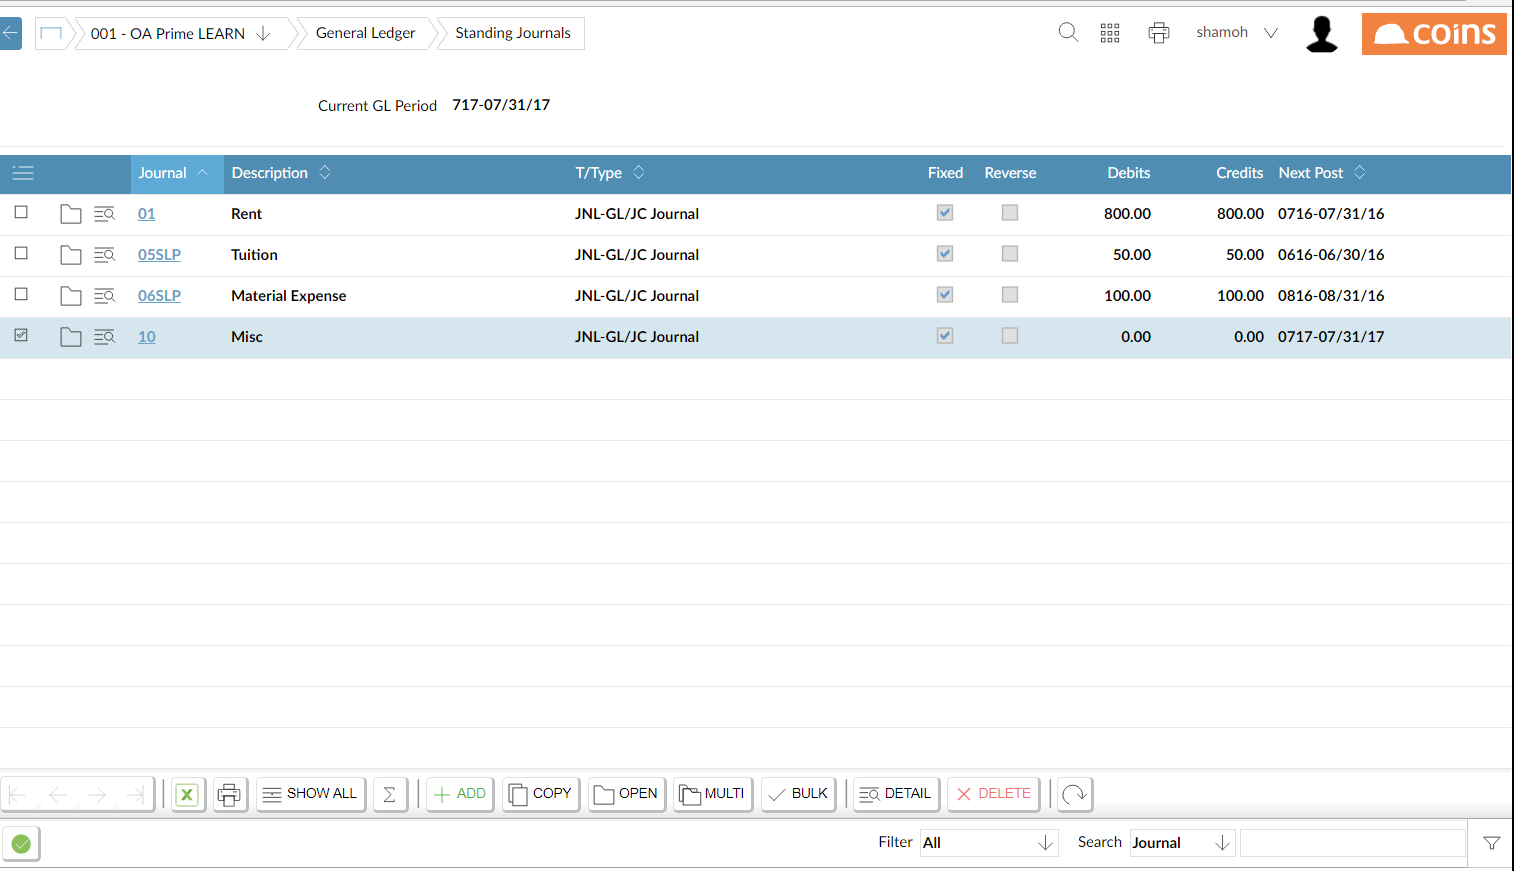 001 - OA Prime LEARN General Ledger Standing Journals shamoh coins
Current GL Period 717-07/31/17
Journal Description T/Type Fixed Reverse Debits Credits Next Post
01 Rent JNL-GL/JC Journal 800.00 800.00 0716-07/31/16
05SLP Tuition JNL-GL/JC Journal 50.00 50.00 0616-06/30/16
06SLP Material Expense JNL-GL/JC Journal 100.00 100.00 0816-08/31/16
10 Misc JNL-GL/JC Journal 0.00 0.00 0717-07/31/17
X SHOW ALL Σ ADD COPY OPEN MULTI BULK DETAIL DELETE
Filter All Search Journal